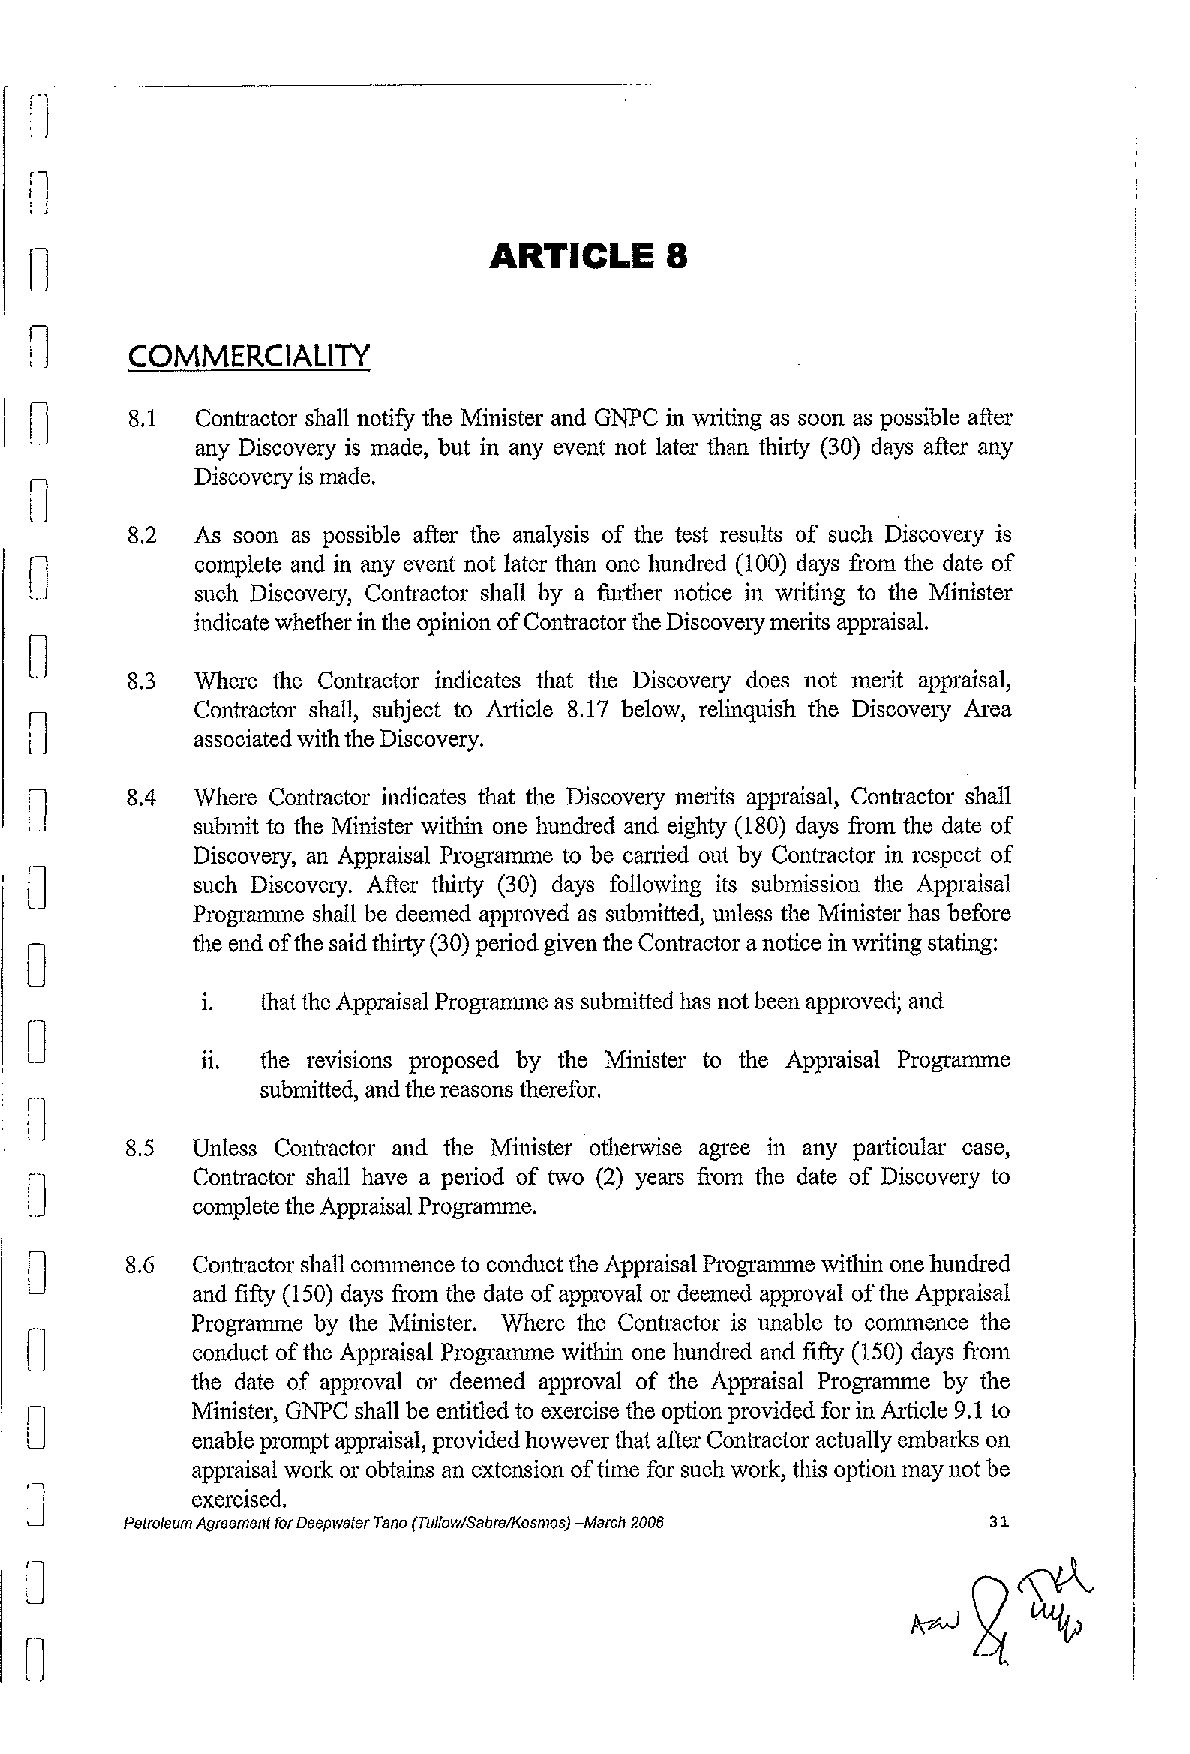 ARTICLE 8
COMMERCIALITY
8.1 Contractor shall notify the Minister and GNPC in writing as soon as possible after
any Discovery is made, but in any event not later than thirty (30) days after any
Discovery is made.
8.2 As soon as possible after the analysis of the test results of such Discovery is
complete and in any event not later than one hundred (100) days from the date of
such Discovery, Contractor shall by a further notice in writing to the Minister
indicate whether in the opinion of Contractor the Discovery merits appraisal.
8.3 Where the Contractor indicates that the Discovery does not merit appraisal,
Contractor shall, subject to Article 8.17 below, relinquish the Discovery Area
associated with the Discovery.
8.4 Where Contractor indicates that the Discovery merits appraisal, Contractor shall
submit to the Minister within one hundred and eighty (180) days from the date of
Discovery, an Appraisal Programme to be carried out by Contractor in respect of
such Discovery. After thirty (30) days following its submission the Appraisal
Programme shall be deemed approved as submitted, unless the Minister has before
the end of the said thirty (30) period given the Contractor a notice in writing stating:
i. that the Appraisal Programme as submitted has not been approved; and
ii. the revisions proposed by the Minister to the Appraisal Programme
submitted, and the reasons therefor.
8.5 Unless Contractor and the Minister otherwise agree in any particular case,
Contractor shall have a period of two (2) years from the date of Discovery to
complete the Appraisal Programme.
8.6 Contractor shall commence to conduct the Appraisal Programme within one hundred
and fifty (150) days from the date of approval or deemed approval of the Appraisal
Programme by the Minister. Where the Contractor is unable to commence the
conduct of the Appraisal Programme within one hundred and fifty (150) days from
the date of approval or deemed approval of the Appraisal Programme by the
Minister, GNPC shall be entitled to exercise the option provided for in Article 9.1 to
enable prompt appraisal, provided however that after Contractor actually embarks on
appraisal work or obtains an extension of time for such work, this option may not be
exercised.
Petroleum Agreement for Deepwater Tano (Tullow/Sabre/Kosmos) –March 2006 31